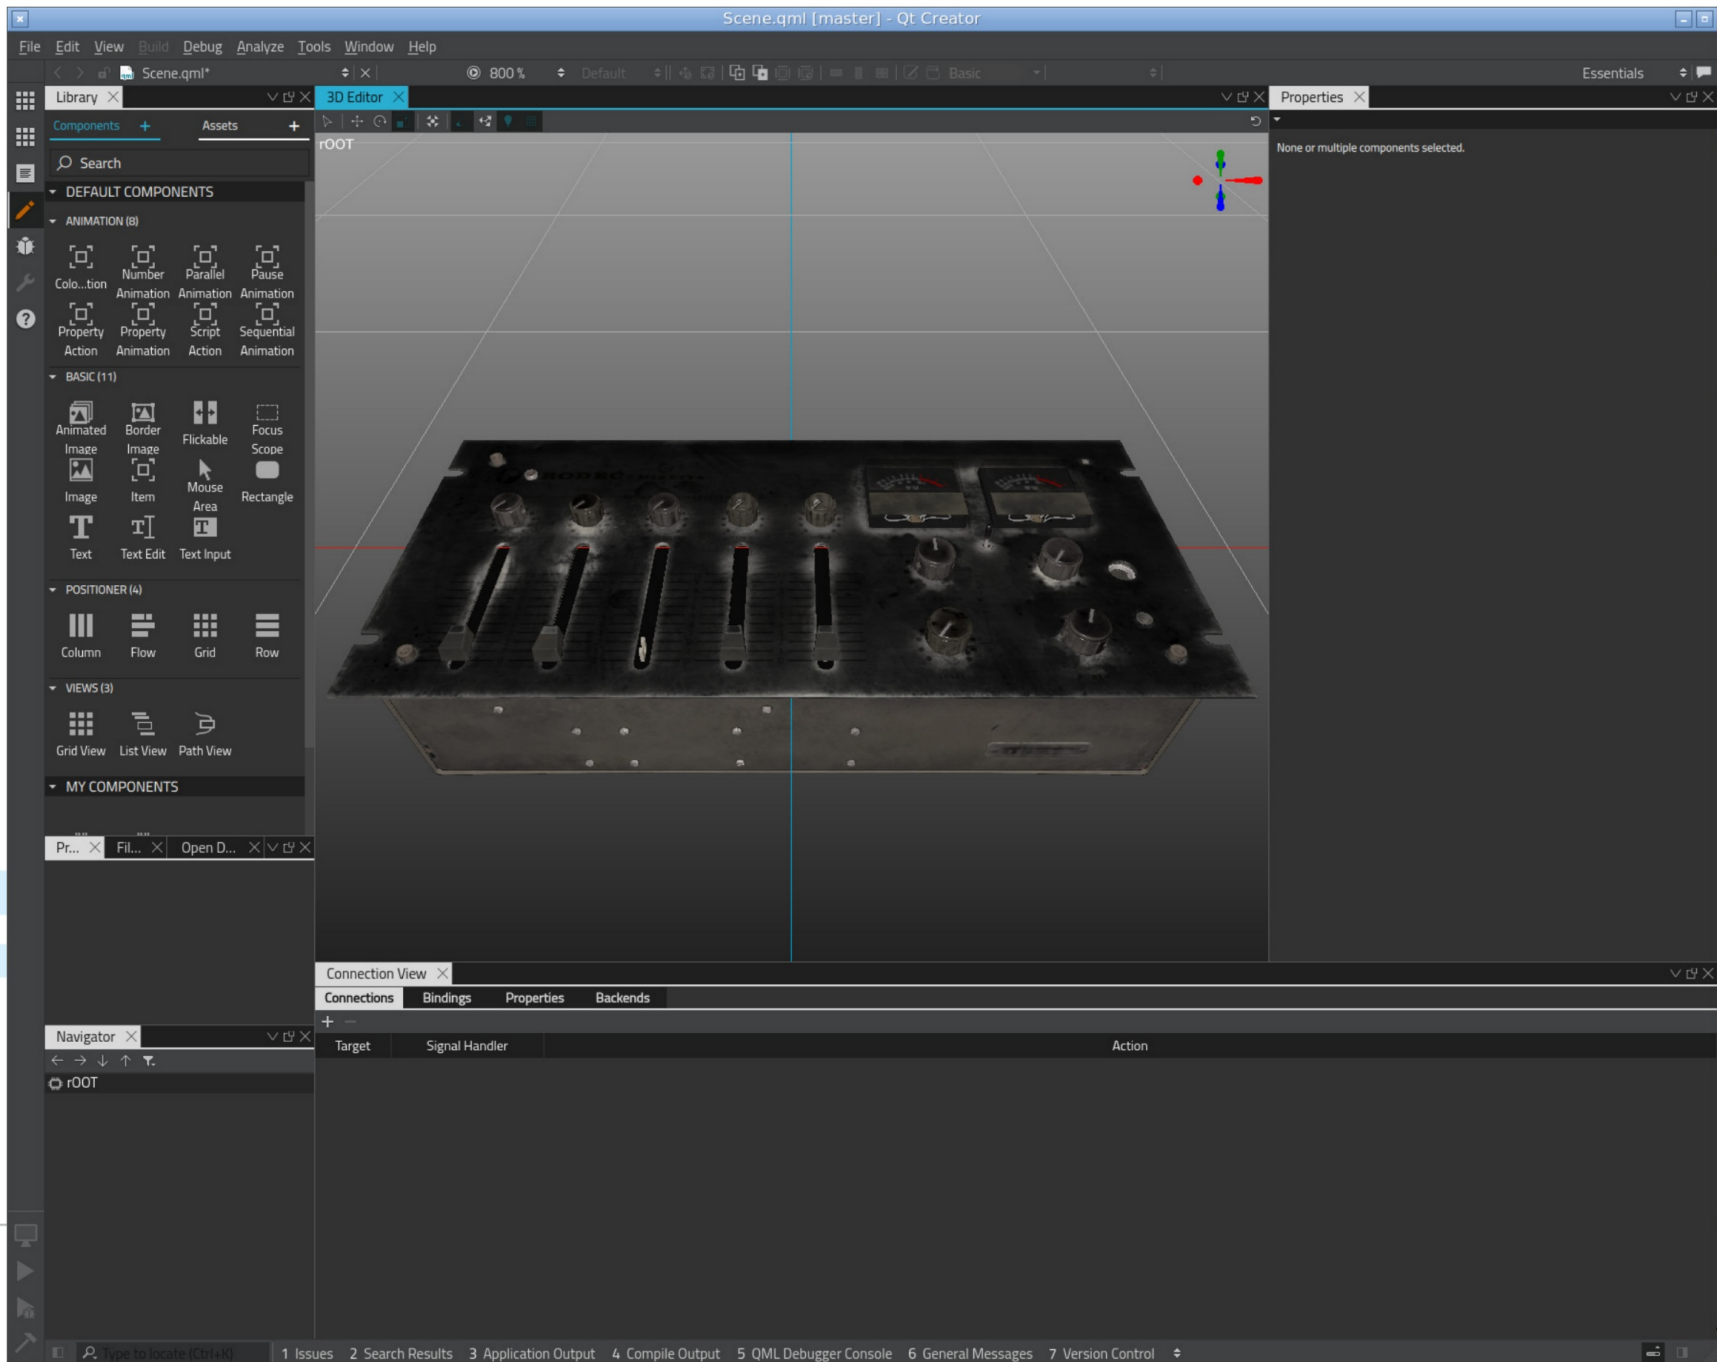 Scene.qml [master] - Qt Creator
File Edit View Build Debug Analyze Tools Window Help
Scene.qml* 800 % Default Basic Essentials
Library 3D Editor Properties
Components + Assets +
rOOT
None or multiple components selected.
Search
DEFAULT COMPONENTS
ANIMATION (8)
Colo...tion Number Animation Parallel Animation Pause Animation
Property Action Property Animation Script Action Sequential Animation
BASIC (11)
Animated Image Border Image Flickable Focus Scope
Image Item Mouse Area Rectangle
Text Text Edit Text Input
POSITIONER (4)
Column Flow Grid Row
VIEWS (3)
Grid View List View Path View
MY COMPONENTS
Pr... Fil... Open D...
Connection View
Connections Bindings Properties Backends
Navigator
Target Signal Handler Action
rOOT
Type to locate (Ctrl+K) 1 Issues 2 Search Results 3 Application Output 4 Compile Output 5 QML Debugger Console 6 General Messages 7 Version Control